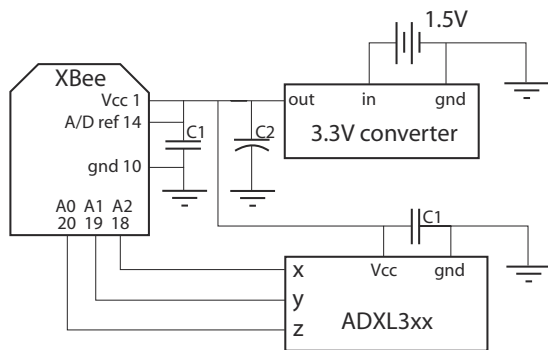 1.5V
XBee
Vcc 1
A/D ref 14
gnd 10
C1
C2
out
in
gnd
3.3V converter
A0 A1 A2
20 19 18
C1
x
y
z
Vcc
gnd
ADXL3xx